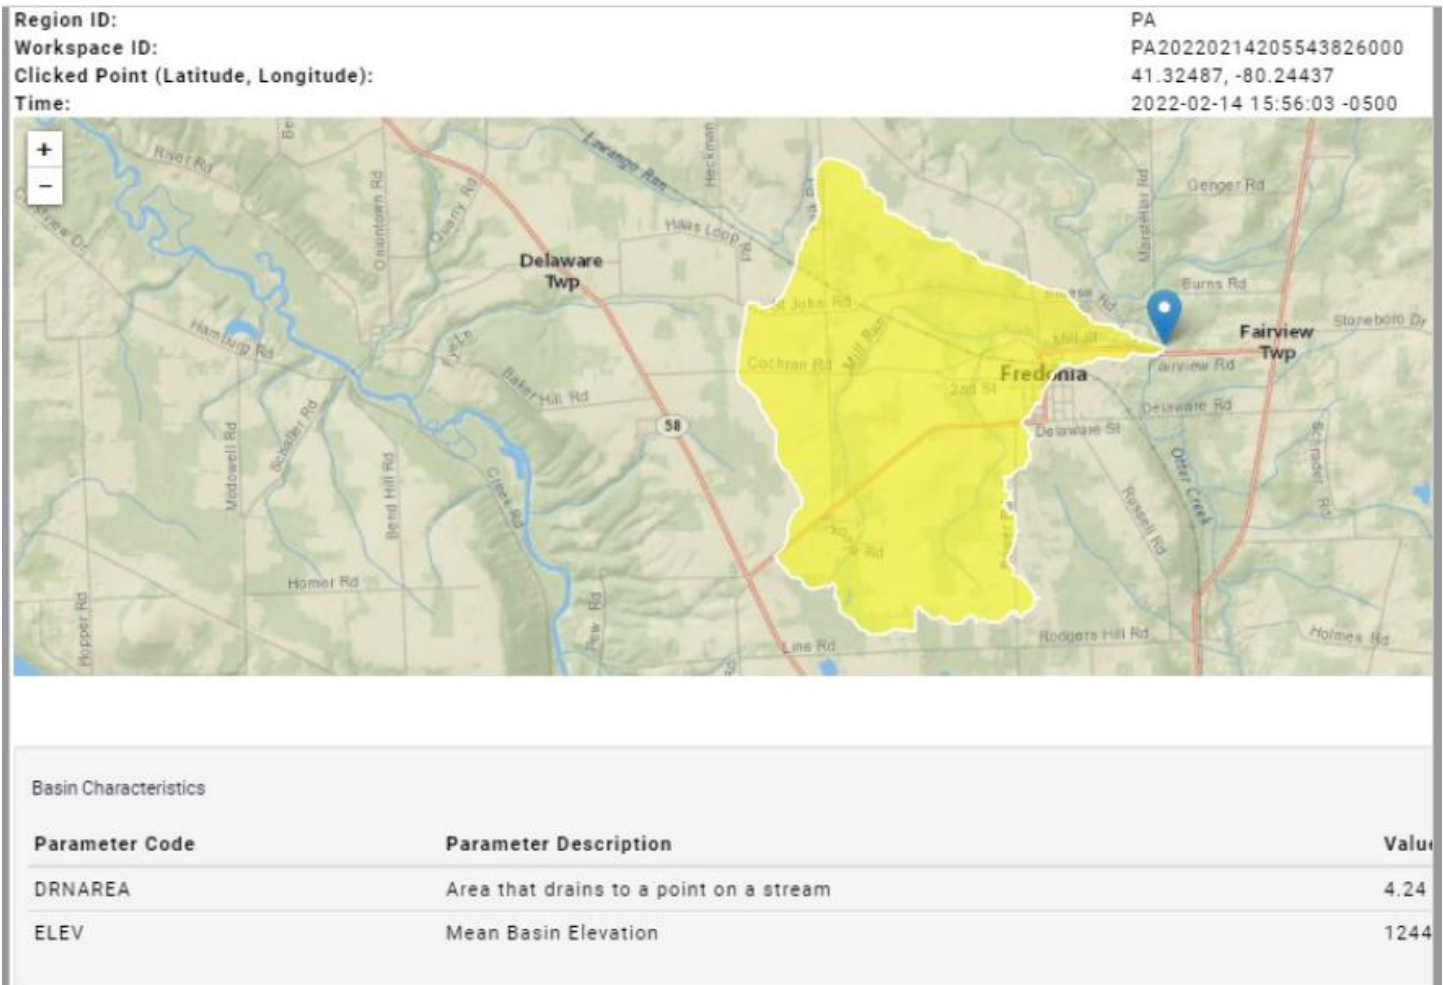 Region ID: PA
Workspace ID: PA20220214205543826000
Clicked Point (Latitude, Longitude): 41.32487, -80.24437
Time: 2022-02-14 15:56:03 -0500
+
−
River Rd
Lawango Run
Heckman
Genger Rd
Oniontown Rd
Quarry Rd
Marsteller Rd
Haas Loop Rd
Delaware
Twp
Burns Rd
St John Rd
Stoneboro Dr
Fairview
Twp
Hamburg Rd
Mill Run
Mill St
Cochran Rd
Fairview Rd
Baker Hill Rd
Fredonia
2nd St
Delaware Rd
58
Delaware St
Schaller Rd
Bend Hill Rd
Creek Rd
Otter Creek
Russell Rd
Homer Rd
Hopper Rd
Line Rd
Rodgers Hill Rd
Holmes Rd
Basin Characteristics
Parameter Code Parameter Description Value
DRNAREA Area that drains to a point on a stream 4.24
ELEV Mean Basin Elevation 1244